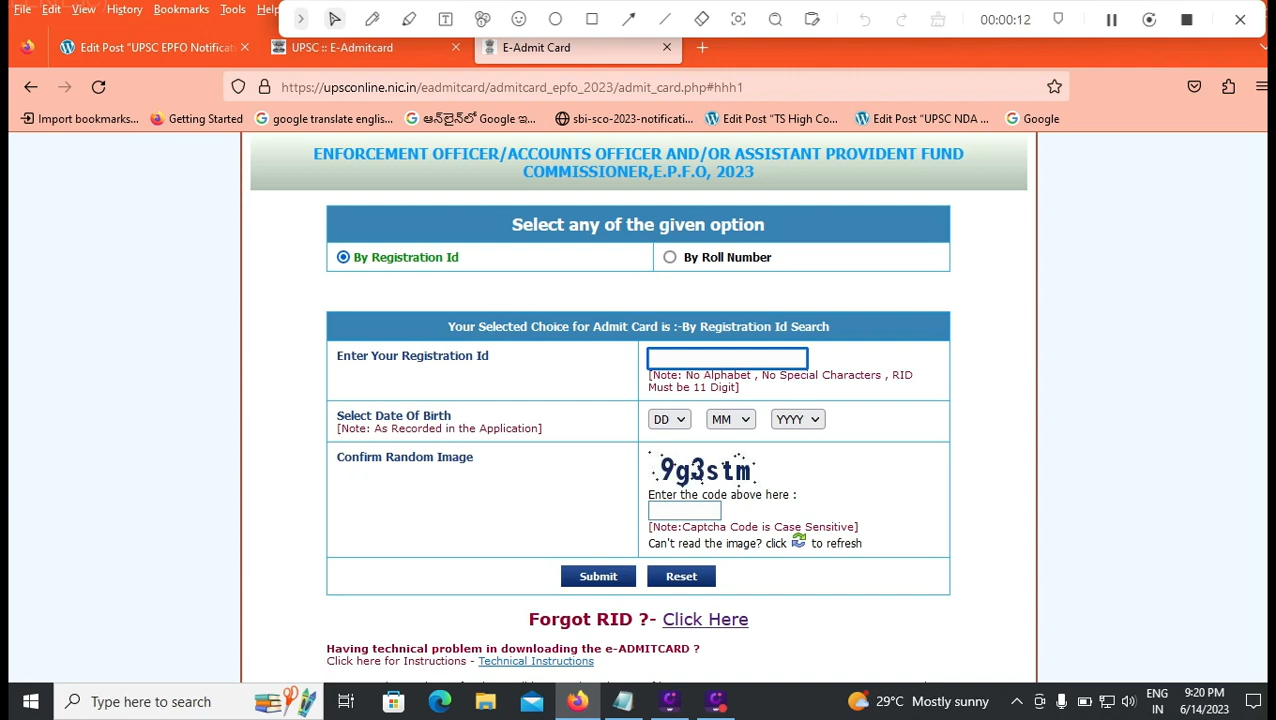 File Edit View History Bookmarks Tools Help
00:00:12
Edit Post "UPSC EPFO Notificat
UPSC :: E-Admitcard
E-Admit Card
https://upsconline.nic.in/eadmitcard/admitcard_epfo_2023/admit_card.php#hhh1
Import bookmarks... Getting Started google translate englis... ఆన్‌లైన్‌లో Google ఇ... sbi-sco-2023-notificati... Edit Post "TS High Co... Edit Post "UPSC NDA ... Google
ENFORCEMENT OFFICER/ACCOUNTS OFFICER AND/OR ASSISTANT PROVIDENT FUND
COMMISSIONER,E.P.F.O, 2023
Select any of the given option
By Registration Id By Roll Number
Your Selected Choice for Admit Card is :-By Registration Id Search
Enter Your Registration Id
[Note: No Alphabet , No Special Characters , RID
Must be 11 Digit]
Select Date Of Birth
[Note: As Recorded in the Application]
DD MM YYYY
Confirm Random Image
9g3stm
Enter the code above here :
[Note:Captcha Code is Case Sensitive]
Can't read the image? click to refresh
Submit Reset
Forgot RID ?- Click Here
Having technical problem in downloading the e-ADMITCARD ?
Click here for Instructions - Technical Instructions
Type here to search
29°C Mostly sunny
ENG
IN
9:20 PM
6/14/2023